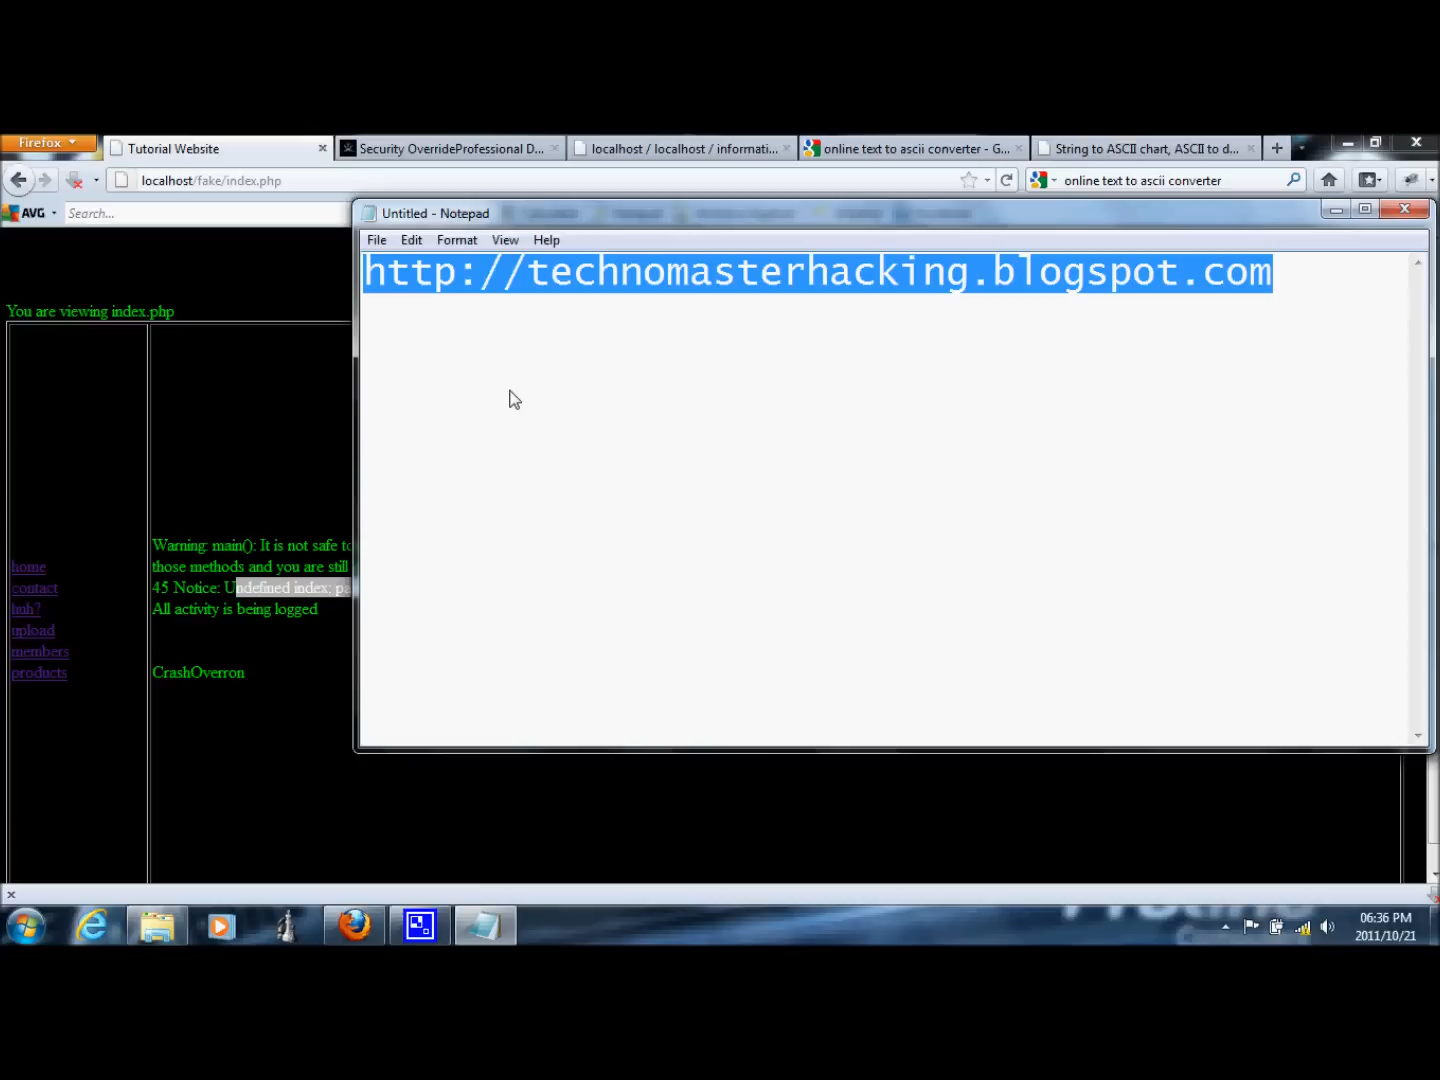 Firefox
Tutorial Website
Security OverrideProfessional D...
localhost / localhost / informati...
online text to ascii converter - G...
String to ASCII chart, ASCII to d...
localhost/fake/index.php
online text to ascii converter
AVG
Search...
Untitled - Notepad
File Edit Format View Help
http://technomasterhacking.blogspot.com
You are viewing index.php
Warning: main(): It is not safe to
those methods and you are still
45 Notice: Undefined index: pa
All activity is being logged
CrashOverron
home
contact
huh?
upload
members
products
06:36 PM
2011/10/21